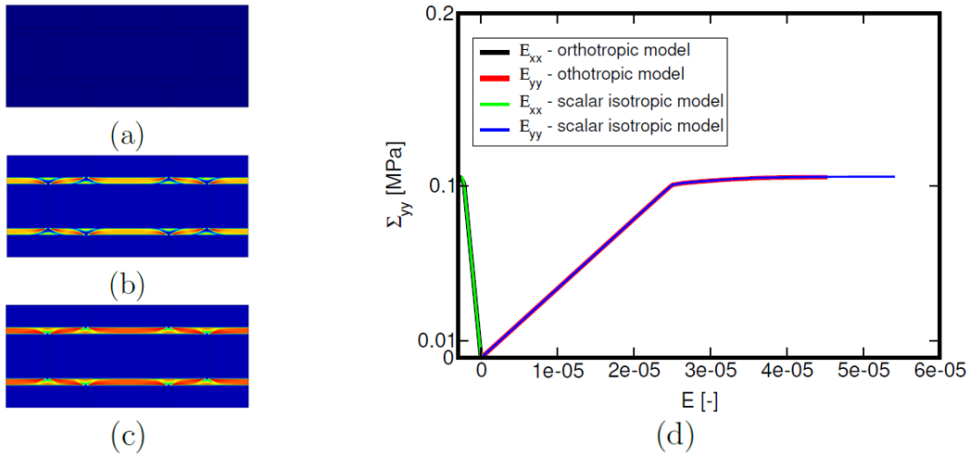 (a)
(b)
(c)
0.2
0.1
0.01
0
Σyy [MPa]
Exx - orthotropic model
Eyy - othotropic model
Exx - scalar isotropic model
Eyy - scalar isotropic model
0 1e-05 2e-05 3e-05 4e-05 5e-05 6e-05
E [-]
(d)